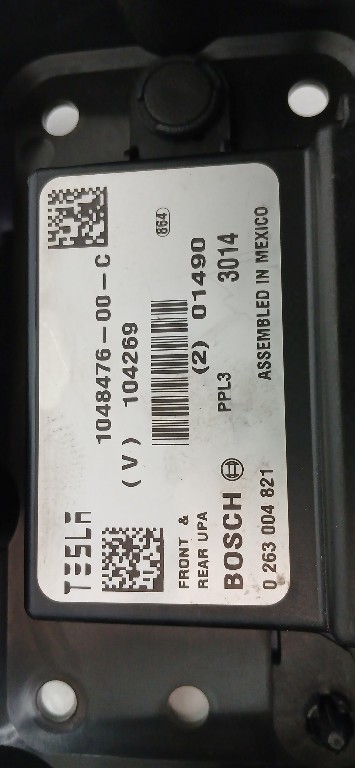 TESLA
1048476-00-C
(V) 104269
864
(2) 01490
FRONT &
REAR UPA
PPL3
3014
BOSCH
0 263 004 821
ASSEMBLED IN MEXICO